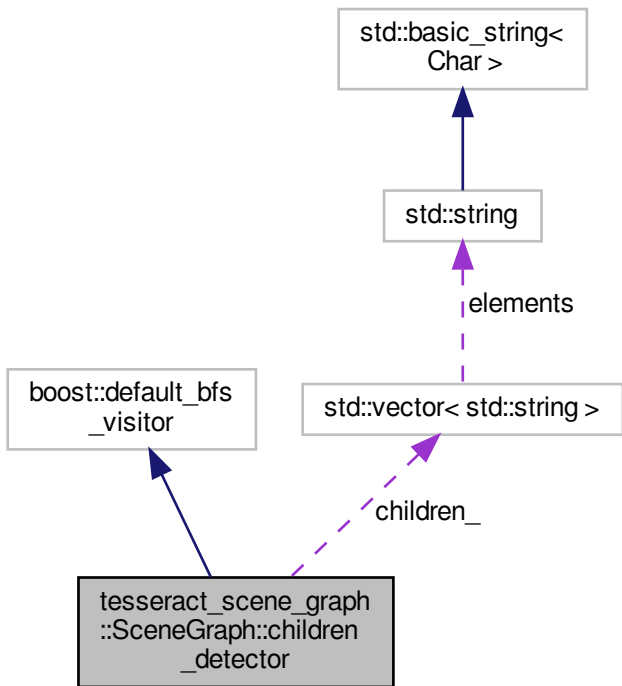 std::basic_string<
Char >
std::string
elements
boost::default_bfs
_visitor
std::vector< std::string >
children_
tesseract_scene_graph
::SceneGraph::children
_detector